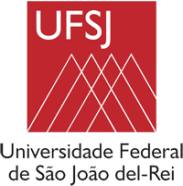 UFSJ
Universidade Federal
de São João del-Rei